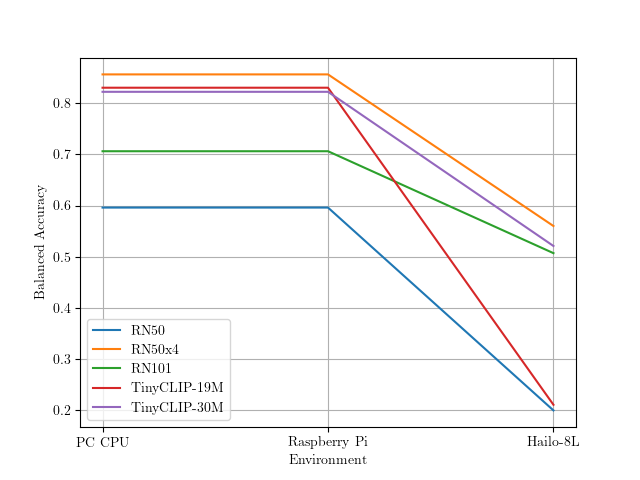 Balanced Accuracy
0.8
0.7
0.6
0.5
0.4
0.3
0.2
RN50
RN50x4
RN101
TinyCLIP-19M
TinyCLIP-30M
PC CPU
Raspberry Pi
Hailo-8L
Environment